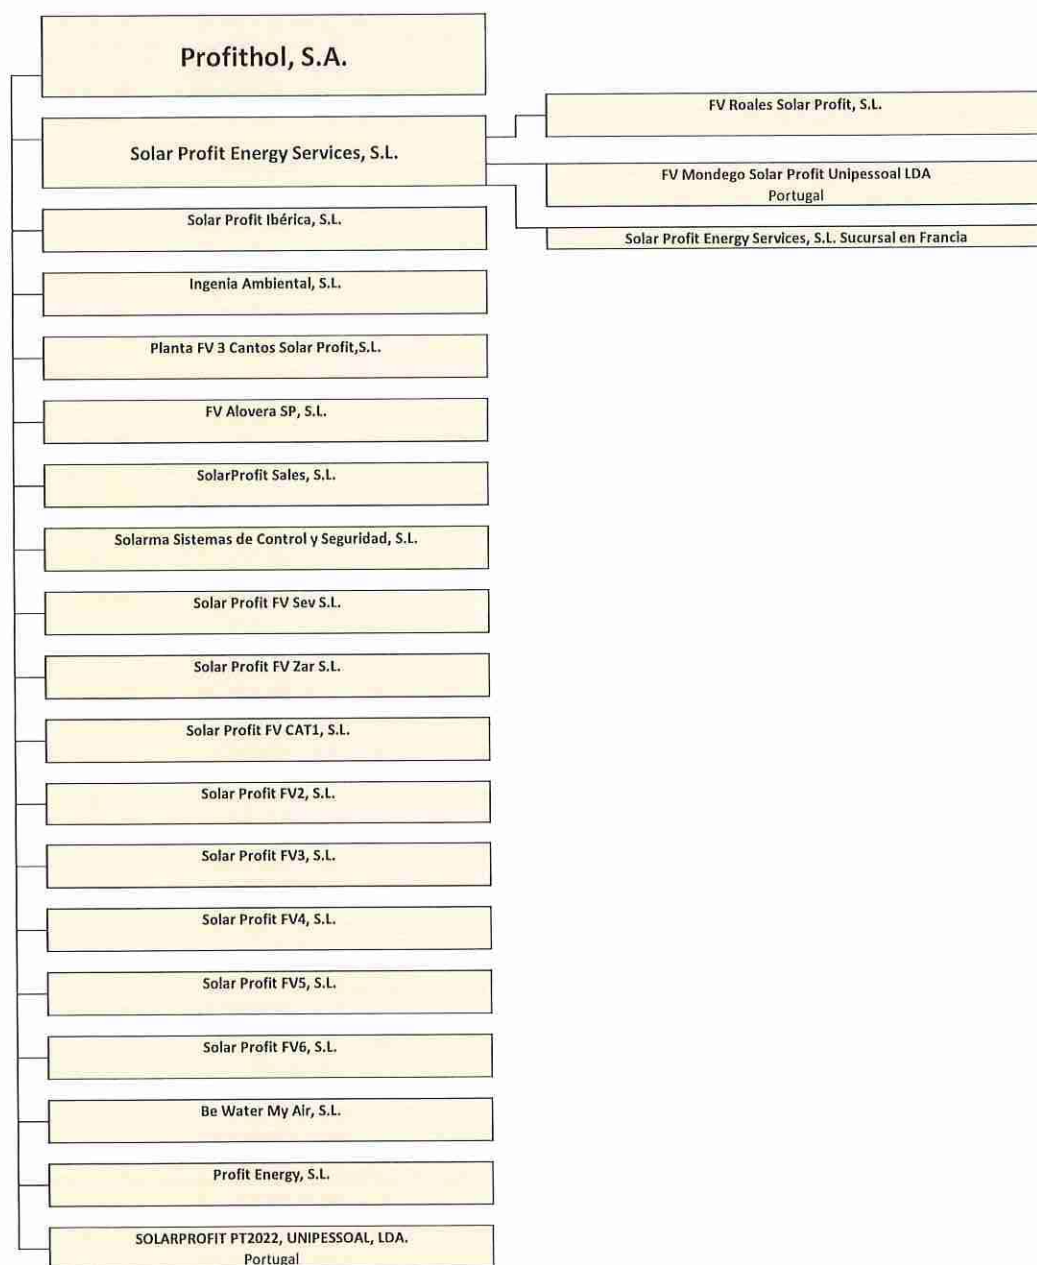 Profithol, S.A.
Solar Profit Energy Services, S.L.
FV Roales Solar Profit, S.L.
FV Mondego Solar Profit Unipessoal LDA
Portugal
Solar Profit Energy Services, S.L. Sucursal en Francia
Solar Profit Ibérica, S.L.
Ingenia Ambiental, S.L.
Planta FV 3 Cantos Solar Profit,S.L.
FV Alovera SP, S.L.
SolarProfit Sales, S.L.
Solarma Sistemas de Control y Seguridad, S.L.
Solar Profit FV Sev S.L.
Solar Profit FV Zar S.L.
Solar Profit FV CAT1, S.L.
Solar Profit FV2, S.L.
Solar Profit FV3, S.L.
Solar Profit FV4, S.L.
Solar Profit FV5, S.L.
Solar Profit FV6, S.L.
Be Water My Air, S.L.
Profit Energy, S.L.
SOLARPROFIT PT2022, UNIPESSOAL, LDA.
Portugal